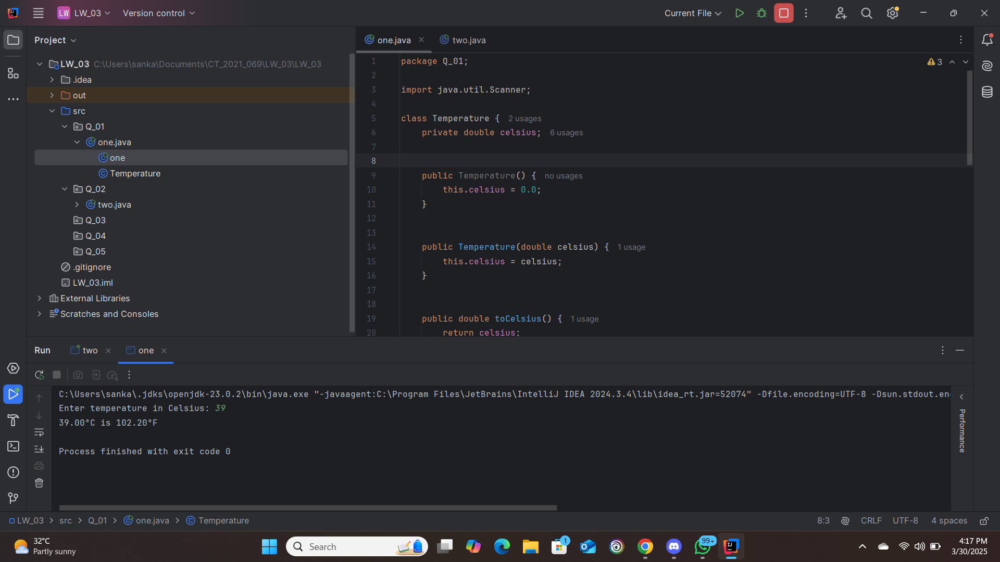 LW LW_03 Version control Current File
Project
LW_03 C:\Users\sanka\Documents\CT_2021_069\LW_03\LW_03
.idea
out
src
Q_01
one.java
one
Temperature
Q_02
two.java
Q_03
Q_04
Q_05
.gitignore
LW_03.iml
External Libraries
Scratches and Consoles
one.java two.java
3
1 package Q_01;
2
3 import java.util.Scanner;
4
5 class Temperature { 2 usages
6 private double celsius; 6 usages
7
8
9 public Temperature() { no usages
10 this.celsius = 0.0;
11 }
12
13
14 public Temperature(double celsius) { 1 usage
15 this.celsius = celsius;
16 }
17
18
19 public double toCelsius() { 1 usage
20 return celsius;
Run two one
C:\Users\sanka\.jdks\openjdk-23.0.2\bin\java.exe "-javaagent:C:\Program Files\JetBrains\IntelliJ IDEA 2024.3.4\lib\idea_rt.jar=52074" -Dfile.encoding=UTF-8 -Dsun.stdout.en
Enter temperature in Celsius: 39
39.00°C is 102.20°F
Process finished with exit code 0
Performance
LW_03 src Q_01 one.java Temperature
8:3 CRLF UTF-8 4 spaces
32°C
Partly sunny
Search
1
99+
4:17 PM
3/30/2025